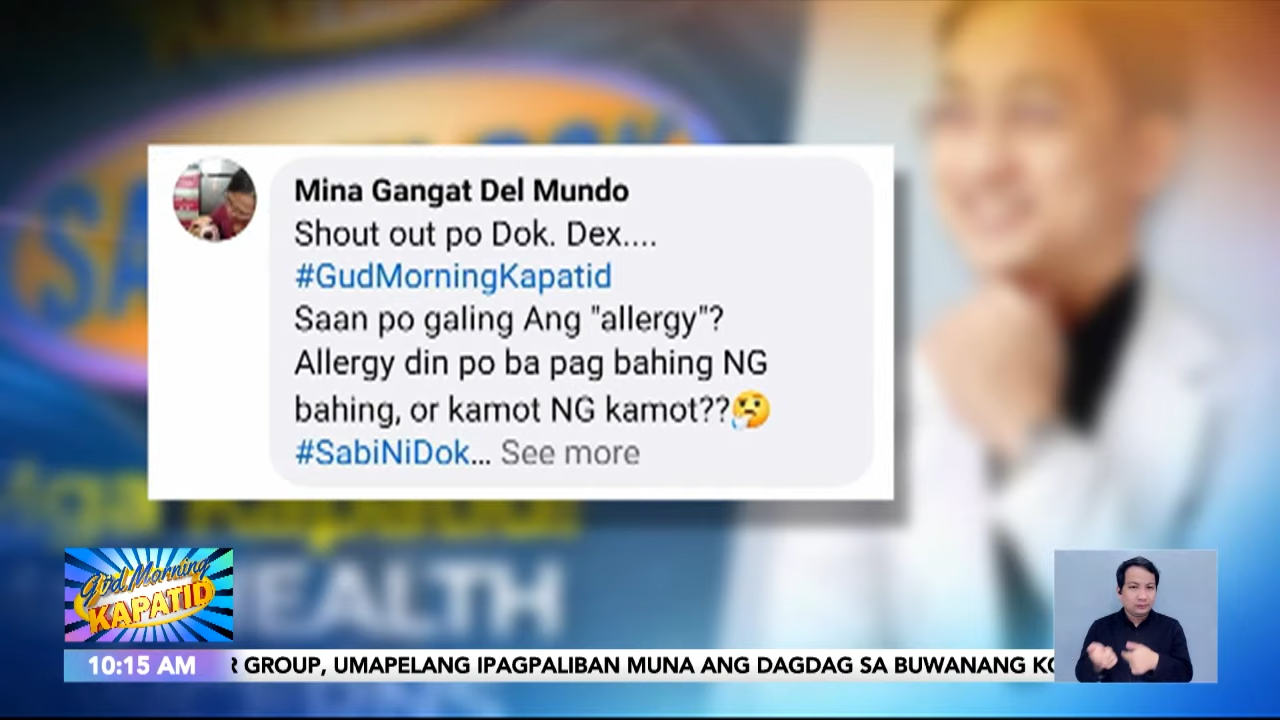 Mina Gangat Del Mundo
Shout out po Dok. Dex....
#GudMorningKapatid
Saan po galing Ang "allergy"?
Allergy din po ba pag bahing NG
bahing, or kamot NG kamot??🤔
#SabiNiDok... See more
HEALTH
Gud Morning
KAPATID
10:15 AM
R GROUP, UMAPELANG IPAGPALIBAN MUNA ANG DAGDAG SA BUWANANG